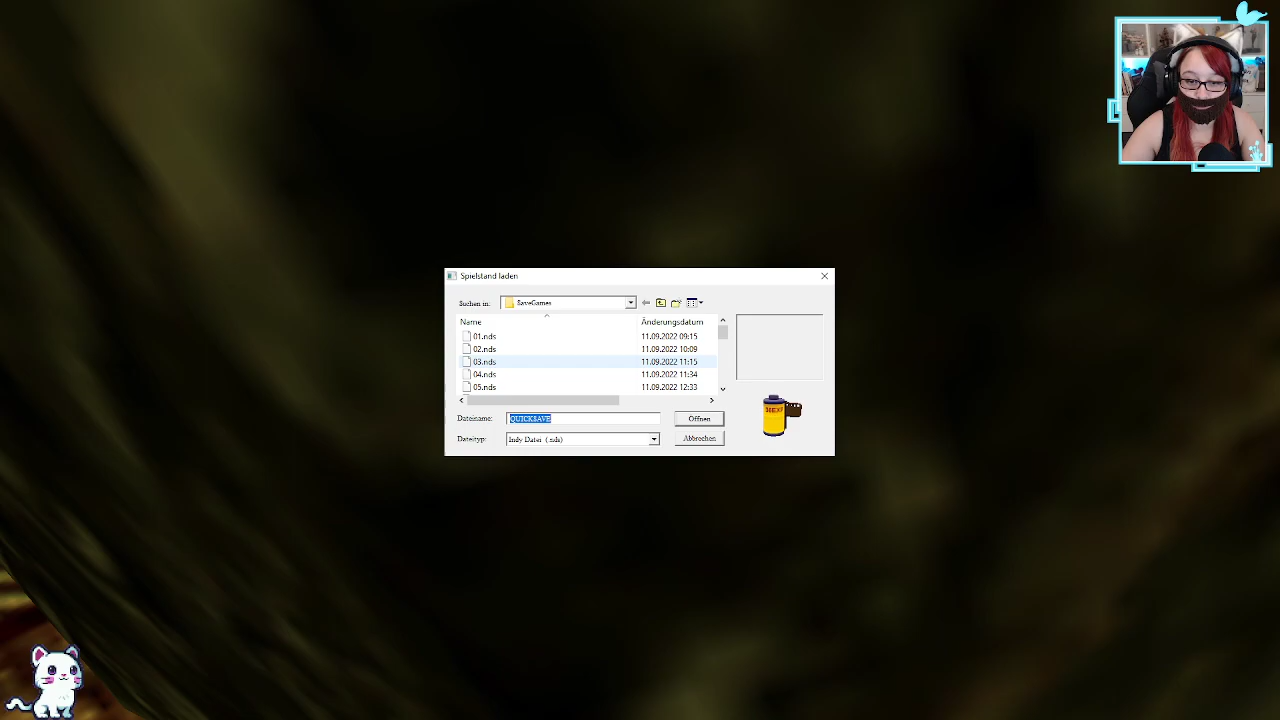 Spielstand laden
Suchen in: SaveGames
Name Änderungsdatum
01.nds 11.09.2022 09:15
02.nds 11.09.2022 10:09
03.nds 11.09.2022 11:15
04.nds 11.09.2022 11:34
05.nds 11.09.2022 12:33
Dateiname: QUICKSAVE Öffnen
Dateityp: Indy Datei (.nds) Abbrechen